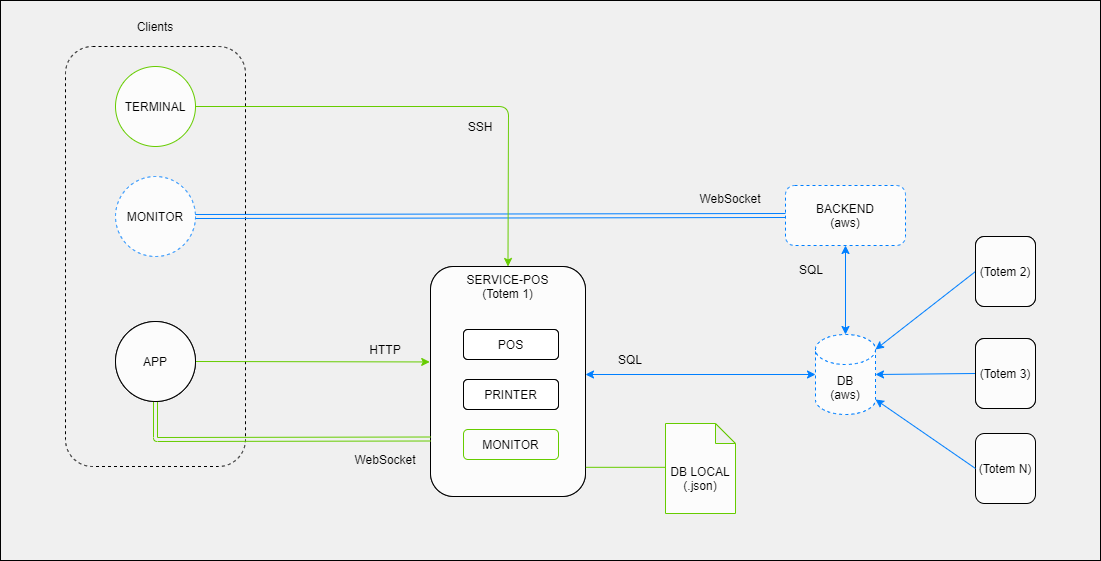 Clients
TERMINAL
SSH
MONITOR
WebSocket
BACKEND
(aws)
SQL
SERVICE-POS
(Totem 1)
POS
PRINTER
MONITOR
APP
HTTP
WebSocket
SQL
DB
(aws)
(Totem 2)
(Totem 3)
(Totem N)
DB LOCAL
(.json)